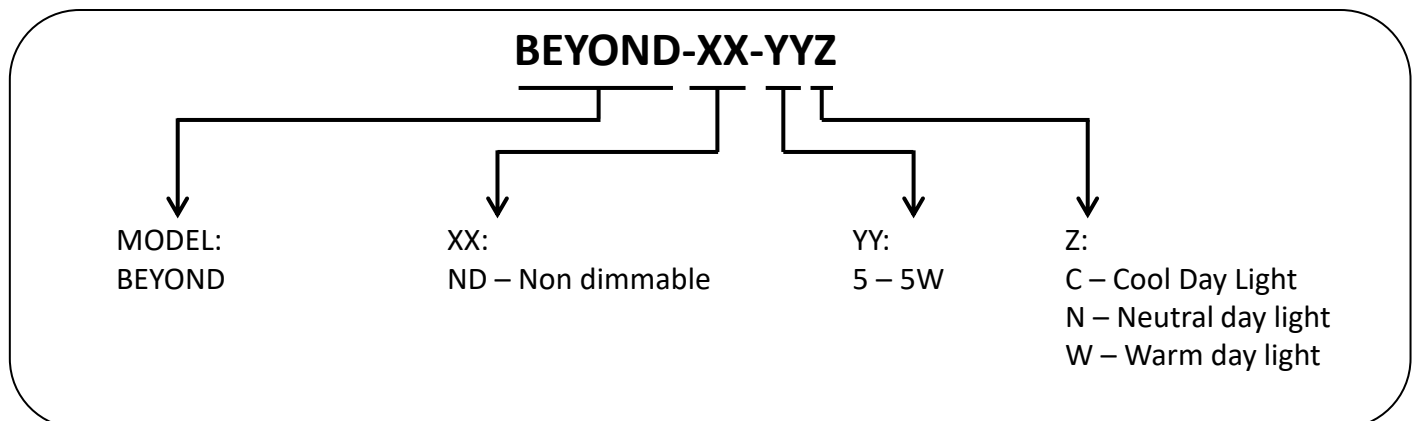 BEYOND-XX-YYZ
MODEL:
BEYOND
XX:
ND – Non dimmable
YY:
5 – 5W
Z:
C – Cool Day Light
N – Neutral day light
W – Warm day light